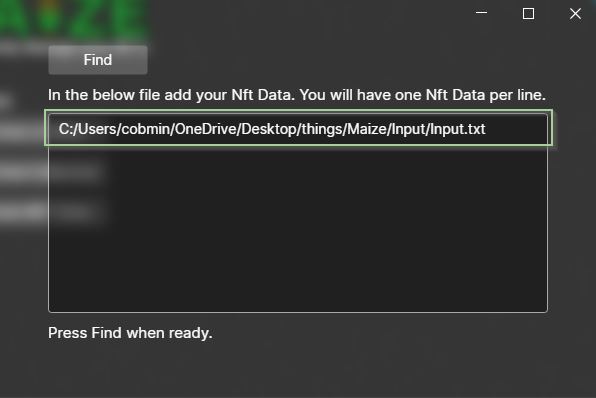 AIZE
Find
In the below file add your Nft Data. You will have one Nft Data per line.
C:/Users/cobmin/OneDrive/Desktop/things/Maize/Input/Input.txt
Press Find when ready.